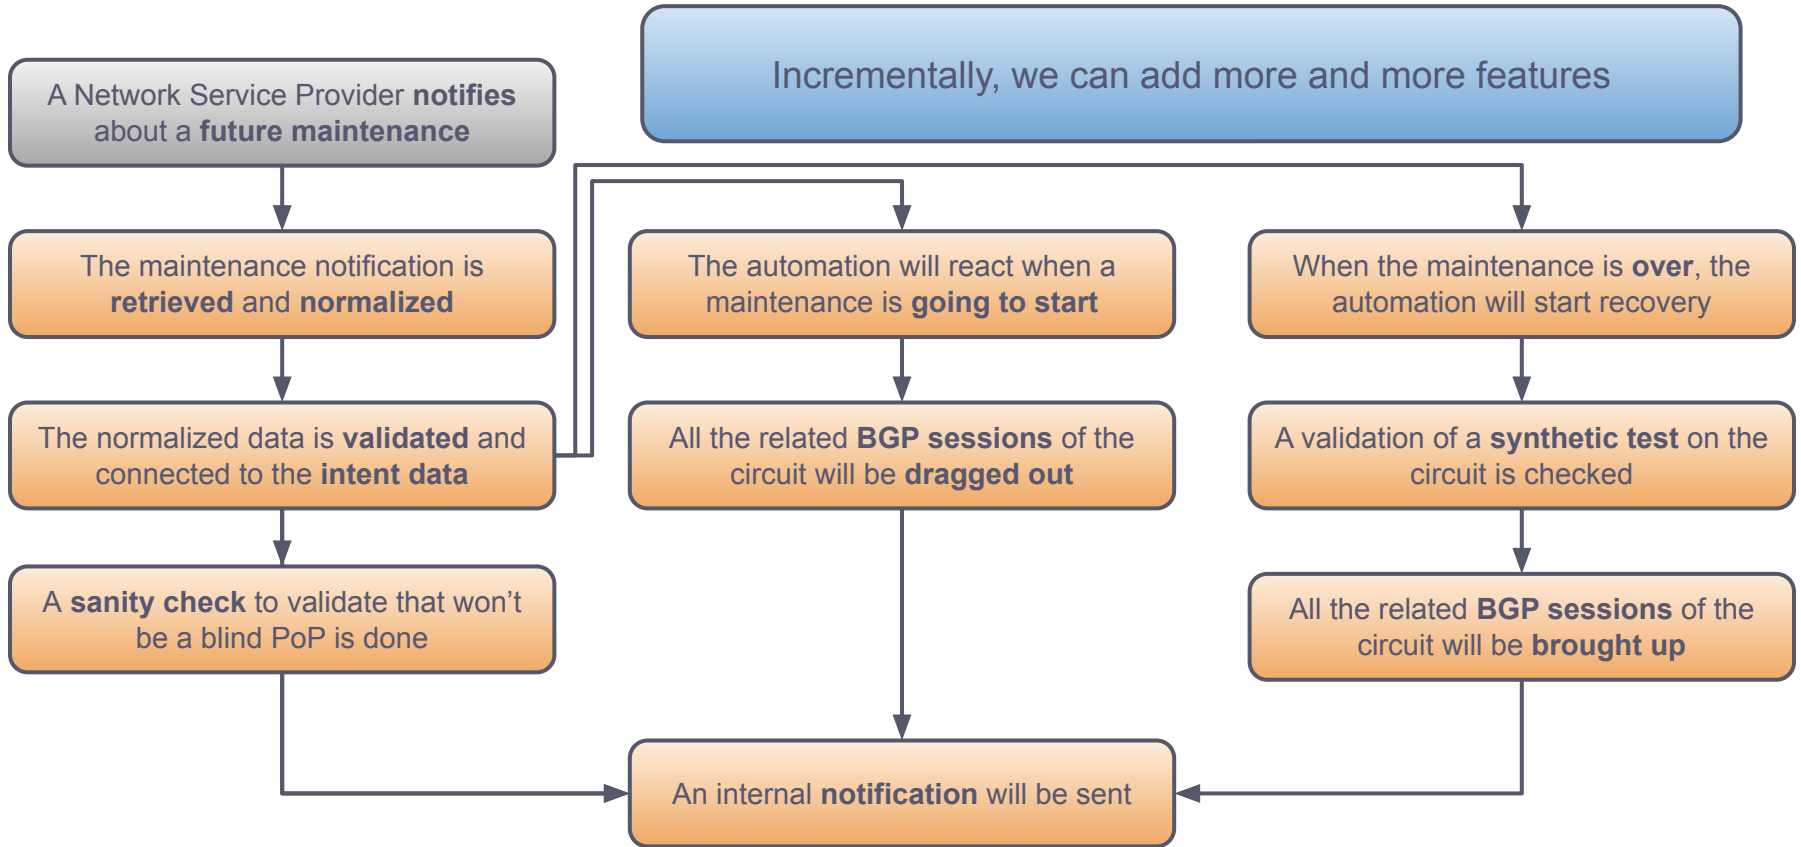 Incrementally, we can add more and more features
A Network Service Provider notifies
about a future maintenance
The maintenance notification is
retrieved and normalized
The normalized data is validated and
connected to the intent data
A sanity check to validate that won't
be a blind PoP is done
The automation will react when a
maintenance is going to start
All the related BGP sessions of the
circuit will be dragged out
When the maintenance is over, the
automation will start recovery
A validation of a synthetic test on the
circuit is checked
All the related BGP sessions of the
circuit will be brought up
An internal notification will be sent